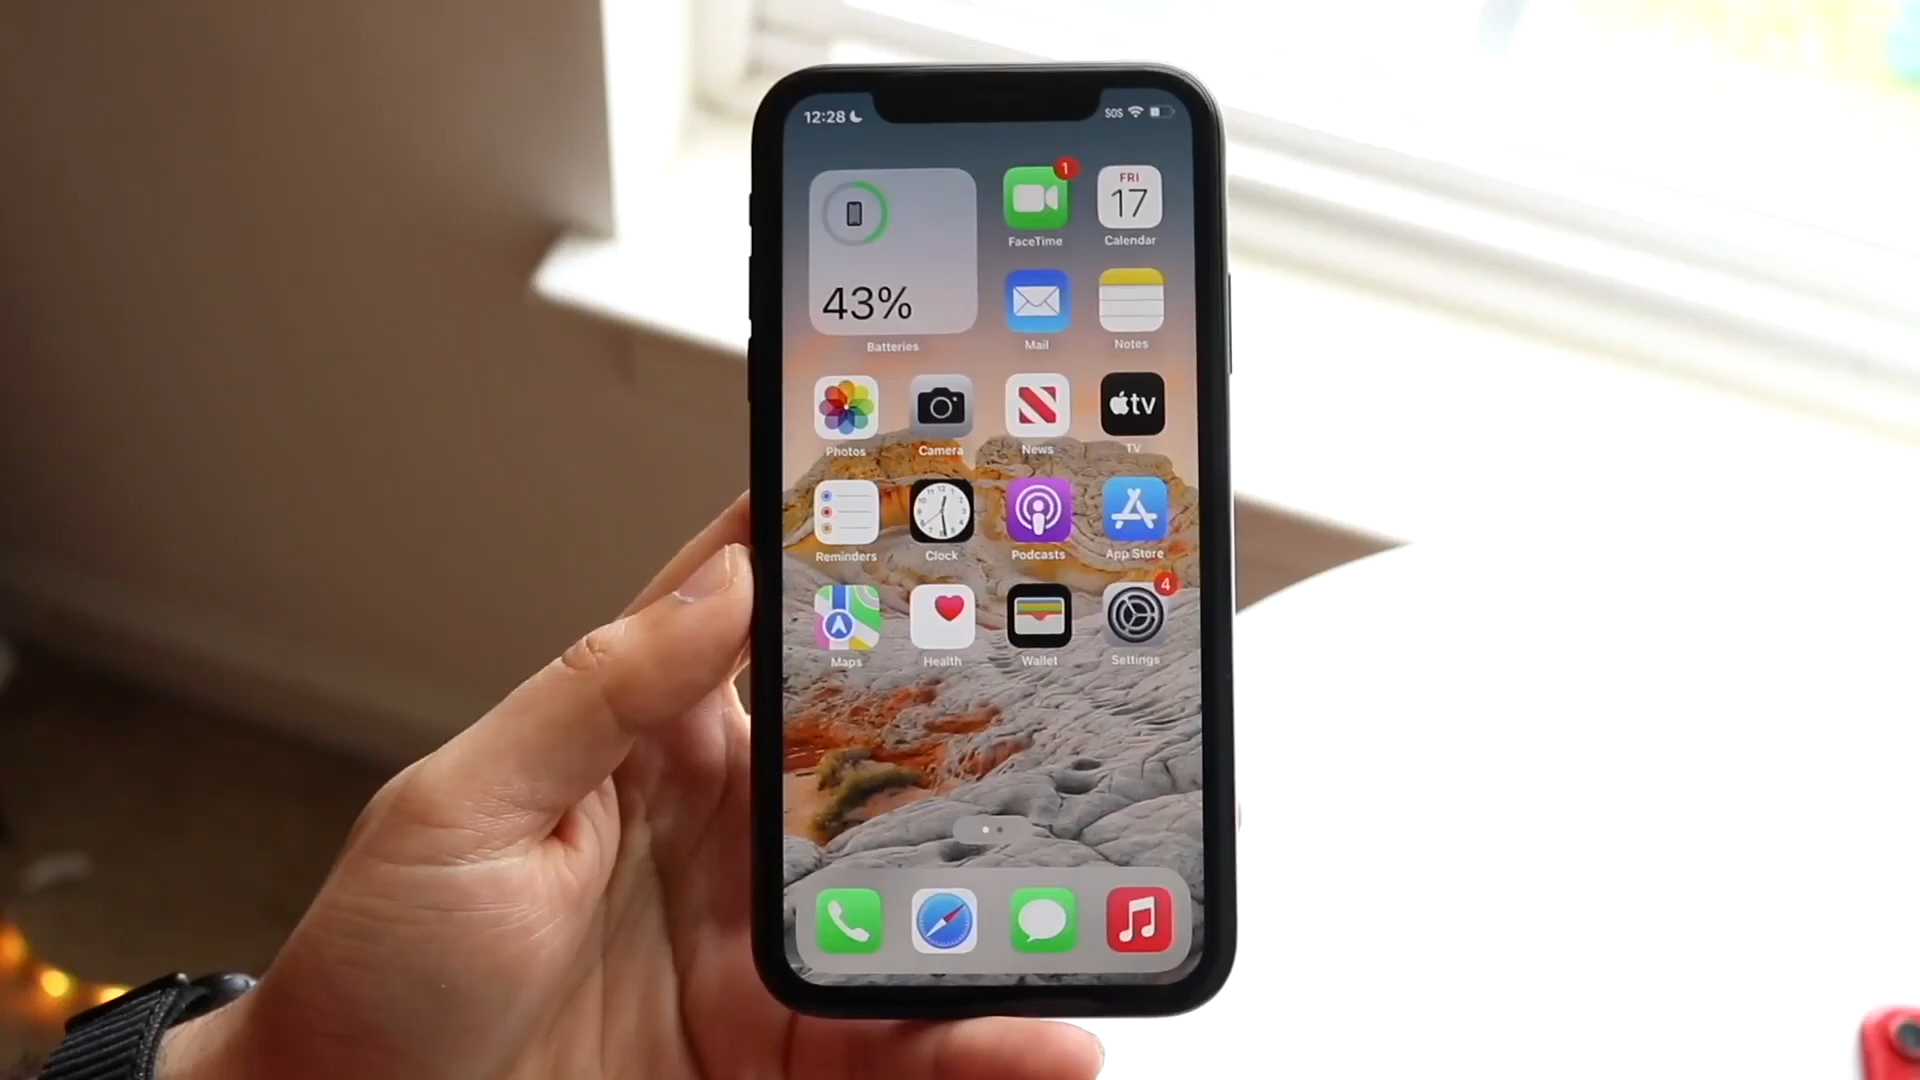 12:28
SOS
1
FRI
17
43%
FaceTime
Calendar
Batteries
Mail
Notes
tv
Photos
Camera
News
TV
Reminders
Clock
Podcasts
App Store
4
Maps
Health
Wallet
Settings